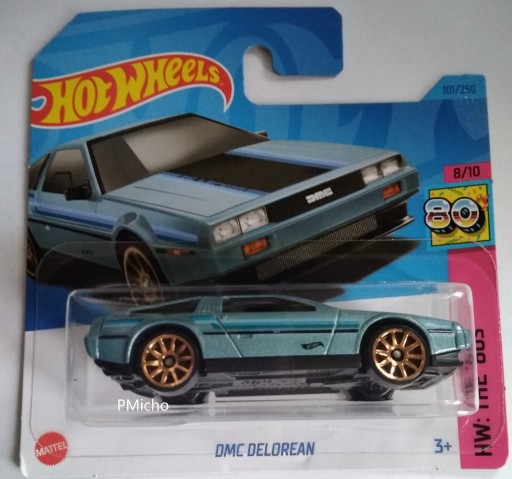 HOT WHEELS
101/250
8/10
DMC
80
HW: THE '80S
PMicho
MATTEL
DMC DELOREAN
3+